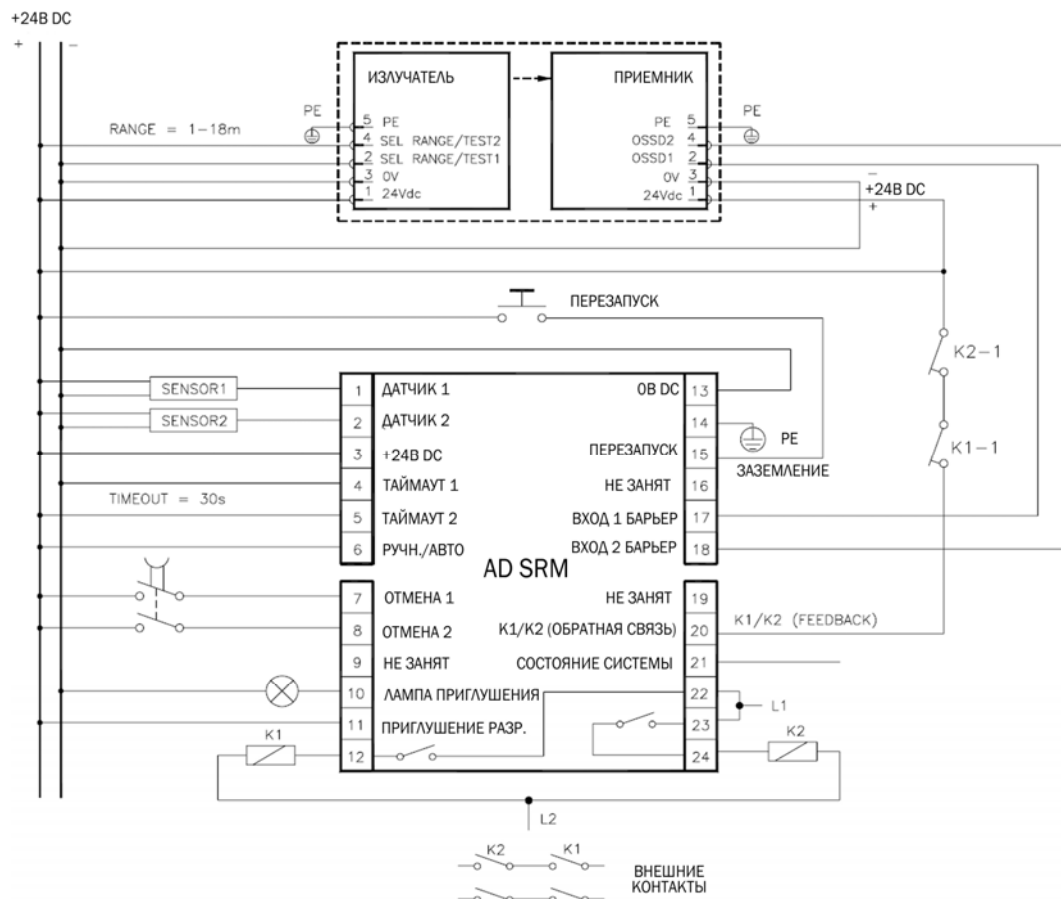 +24В DC
+ −
ИЗЛУЧАТЕЛЬ
ПРИЕМНИК
RANGE = 1-18m
PE
5 PE
4 SEL RANGE/TEST2
2 SEL RANGE/TEST1
3 0V
1 24Vdc
PE 5
OSSD2 4
OSSD1 2
0V 3
24Vdc 1
PE
−
+24В DC
+
ПЕРЕЗАПУСК
K2-1
K1-1
SENSOR1
SENSOR2
TIMEOUT = 30s
1 ДАТЧИК 1
2 ДАТЧИК 2
3 +24В DC
4 ТАЙМАУТ 1
5 ТАЙМАУТ 2
6 РУЧН./АВТО
0В DC 13
14
PE
ЗАЗЕМЛЕНИЕ
ПЕРЕЗАПУСК 15
НЕ ЗАНЯТ 16
ВХОД 1 БАРЬЕР 17
ВХОД 2 БАРЬЕР 18
AD SRM
7 ОТМЕНА 1
8 ОТМЕНА 2
9 НЕ ЗАНЯТ
10 ЛАМПА ПРИГЛУШЕНИЯ
11 ПРИГЛУШЕНИЕ РАЗР.
12
НЕ ЗАНЯТ 19
K1/K2 (ОБРАТНАЯ СВЯЗЬ) 20
K1/K2 (FEEDBACK)
СОСТОЯНИЕ СИСТЕМЫ 21
22
23
24
L1
K1
K2
L2
K2 K1
ВНЕШНИЕ
КОНТАКТЫ